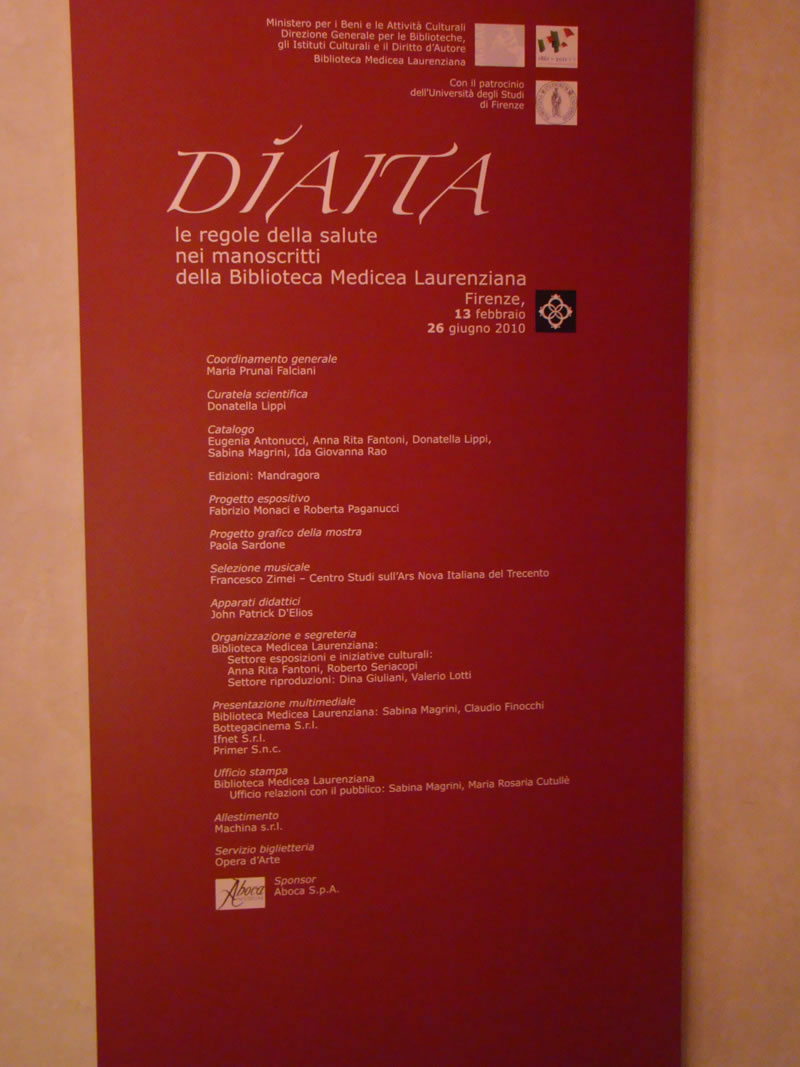 Ministero per i Beni e le Attività Culturali
Direzione Generale per le Biblioteche,
gli Istituti Culturali e il Diritto d'Autore
Biblioteca Medicea Laurenziana
Con il patrocinio
dell'Università degli Studi
di Firenze
DÍAITA
le regole della salute
nei manoscritti
della Biblioteca Medicea Laurenziana
Firenze,
13 febbraio
26 giugno 2010
Coordinamento generale
Maria Prunai Falciani
Curatela scientifica
Donatella Lippi
Catalogo
Eugenia Antonucci, Anna Rita Fantoni, Donatella Lippi,
Sabina Magrini, Ida Giovanna Rao
Edizioni: Mandragora
Progetto espositivo
Fabrizio Monaci e Roberta Paganucci
Progetto grafico della mostra
Paola Sardone
Selezione musicale
Francesco Zimei – Centro Studi sull'Ars Nova Italiana del Trecento
Apparati didattici
John Patrick D'Elios
Organizzazione e segreteria
Biblioteca Medicea Laurenziana:
Settore esposizioni e iniziative culturali:
Anna Rita Fantoni, Roberto Seriacopi
Settore riproduzioni: Dina Giuliani, Valerio Lotti
Presentazione multimediale
Biblioteca Medicea Laurenziana: Sabina Magrini, Claudio Finocchi
Bottegacinema S.r.l.
Ifnet S.r.l.
Primer S.n.c.
Ufficio stampa
Biblioteca Medicea Laurenziana
Ufficio relazioni con il pubblico: Sabina Magrini, Maria Rosaria Cutullè
Allestimento
Machina s.r.l.
Servizio biglietteria
Opera d'Arte
Aboca
Sponsor
Aboca S.p.A.